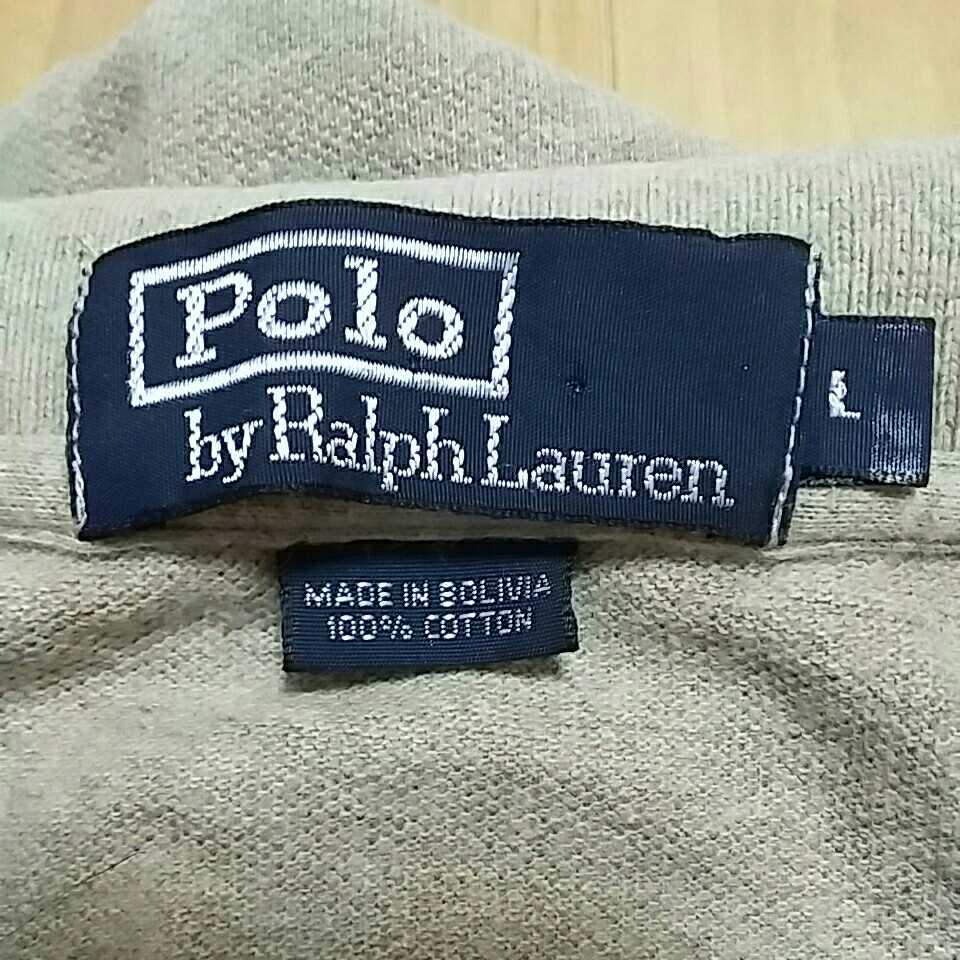 Polo
by Ralph Lauren
L
MADE IN BOLIVIA
100% COTTON